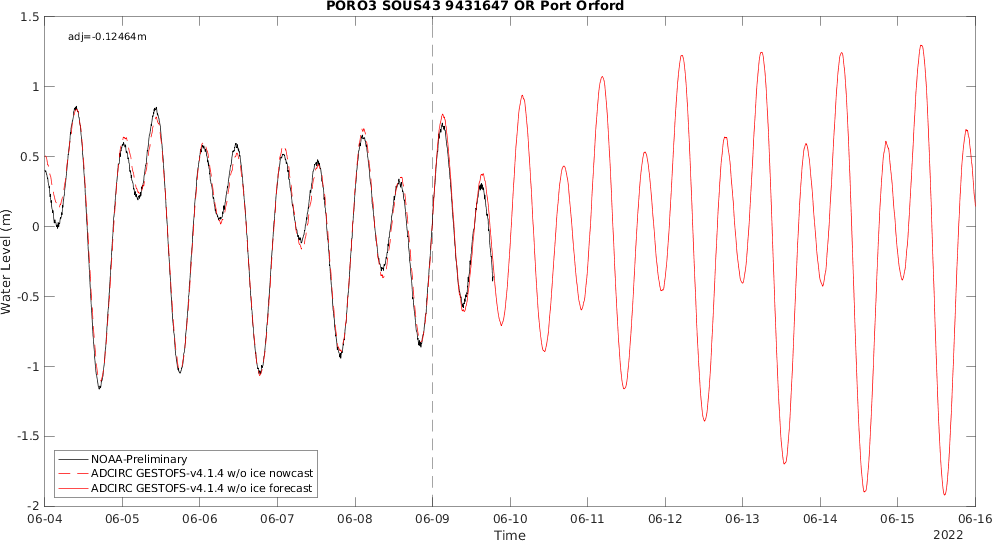 PORO3 SOUS43 9431647 OR Port Orford
adj=-0.12464m
1.5
1
0.5
0
-0.5
-1
-1.5
-2
Water Level (m)
NOAA-Preliminary
ADCIRC GESTOFS-v4.1.4 w/o ice nowcast
ADCIRC GESTOFS-v4.1.4 w/o ice forecast
06-04 06-05 06-06 06-07 06-08 06-09 06-10 06-11 06-12 06-13 06-14 06-15 06-16
Time
2022